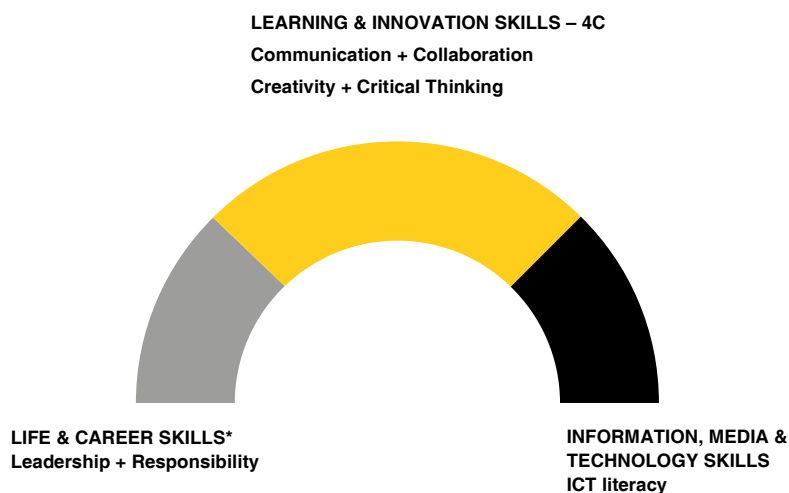 LEARNING & INNOVATION SKILLS – 4C
Communication + Collaboration
Creativity + Critical Thinking
LIFE & CAREER SKILLS*
Leadership + Responsibility
INFORMATION, MEDIA &
TECHNOLOGY SKILLS
ICT literacy